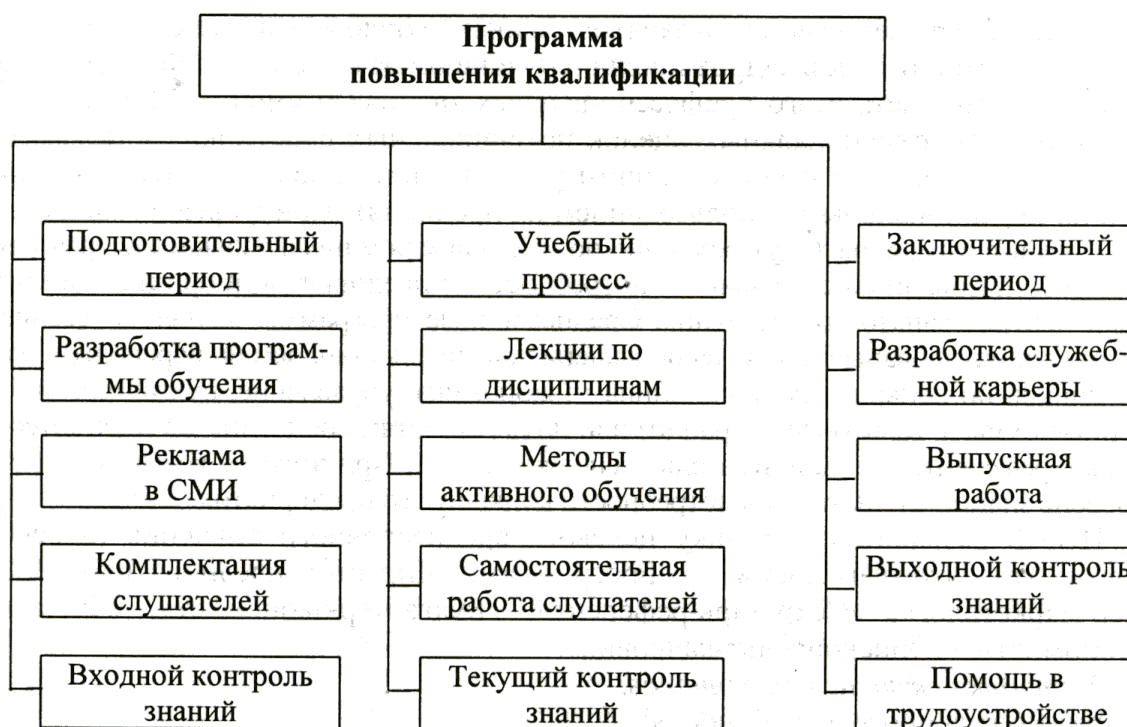 Программа
повышения квалификации
Подготовительный
период
Разработка програм-
мы обучения
Реклама
в СМИ
Комплектация
слушателей
Входной контроль
знаний
Учебный
процесс
Лекции по
дисциплинам
Методы
активного обучения
Самостоятельная
работа слушателей
Текущий контроль
знаний
Заключительный
период
Разработка служеб-
ной карьеры
Выпускная
работа
Выходной контроль
знаний
Помощь в
трудоустройстве